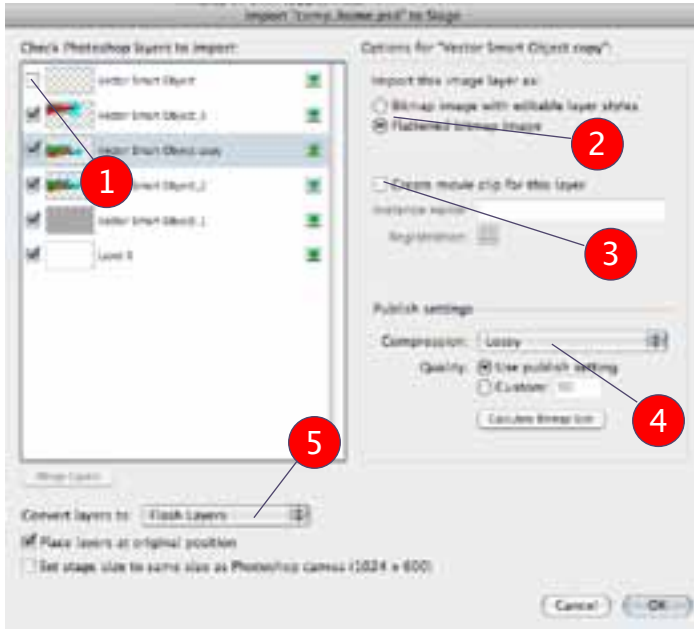 Import "comp_home.psd" to Stage
Check Photoshop layers to import:
Vector Smart Object
Vector Smart Object_3
Vector Smart Object copy
Vector Smart Object_2
Vector Smart Object_1
Layer 0
1
Merge Layers
5
Convert layers to: Flash Layers
Place layers at original position
Set stage size to same size as Photoshop canvas (1024 x 600)
Options for "Vector Smart Object copy":
Import this image layer as:
Bitmap image with editable layer styles
Flattened bitmap image
2
Create movie clip for this layer
Instance name:
Registration:
3
Publish settings
Compression: Lossy
Quality: Use publish setting
Custom:
Calculate Bitmap Size
4
Cancel
OK